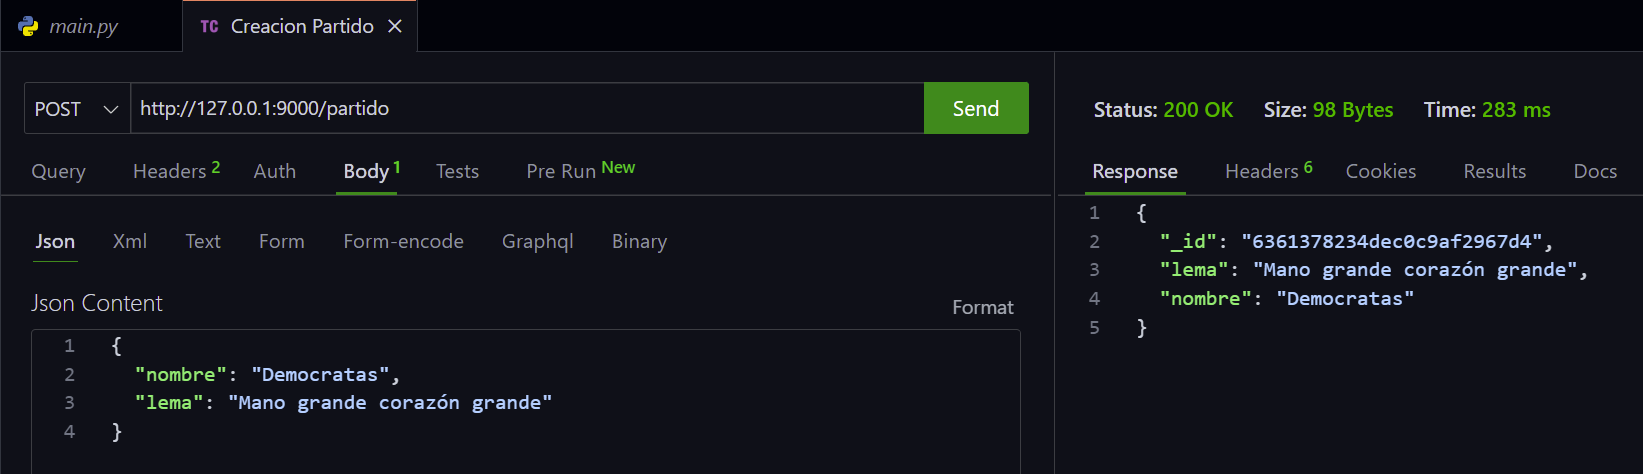 main.py
TC Creacion Partido
POST http://127.0.0.1:9000/partido Send
Query Headers 2 Auth Body 1 Tests Pre Run New
Json Xml Text Form Form-encode Graphql Binary
Json Content Format
1 {
2 "nombre": "Democratas",
3 "lema": "Mano grande corazón grande"
4 }
Status: 200 OK Size: 98 Bytes Time: 283 ms
Response Headers 6 Cookies Results Docs
1 {
2 "_id": "6361378234dec0c9af2967d4",
3 "lema": "Mano grande corazón grande",
4 "nombre": "Democratas"
5 }